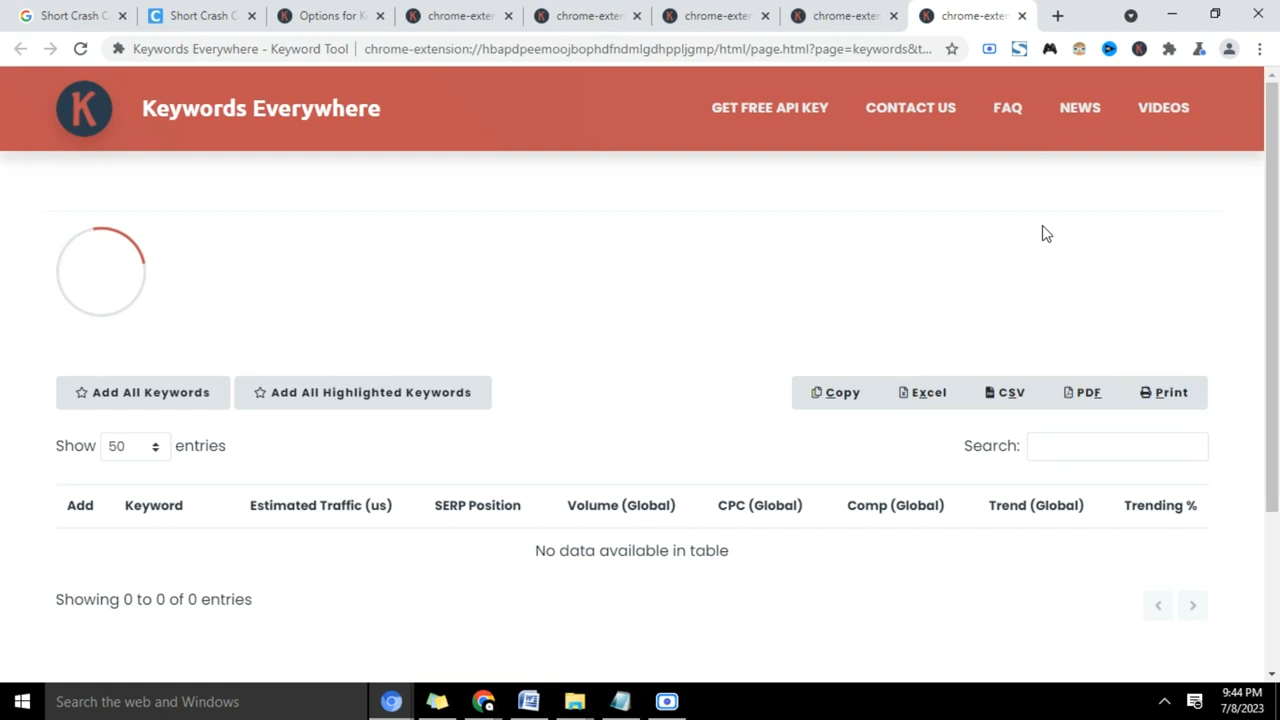 Short Crash C
Short Crash C
Options for K
chrome-exter
chrome-exter
chrome-exter
chrome-exter
chrome-exter
Keywords Everywhere - Keyword Tool
chrome-extension://hbapdpeemoojbophdfndmlgdhppljgmp/html/page.html?page=keywords&t...
K
Keywords Everywhere
GET FREE API KEY
CONTACT US
FAQ
NEWS
VIDEOS
Add All Keywords
Add All Highlighted Keywords
Copy
Excel
CSV
PDF
Print
Show 50 entries
Search:
Add
Keyword
Estimated Traffic (us)
SERP Position
Volume (Global)
CPC (Global)
Comp (Global)
Trend (Global)
Trending %
No data available in table
Showing 0 to 0 of 0 entries
Search the web and Windows
9:44 PM
7/8/2023